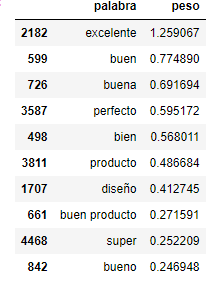 palabra peso
2182 excelente 1.259067
599 buen 0.774890
726 buena 0.691694
3587 perfecto 0.595172
498 bien 0.568011
3811 producto 0.486684
1707 diseño 0.412745
661 buen producto 0.271591
4468 super 0.252209
842 bueno 0.246948